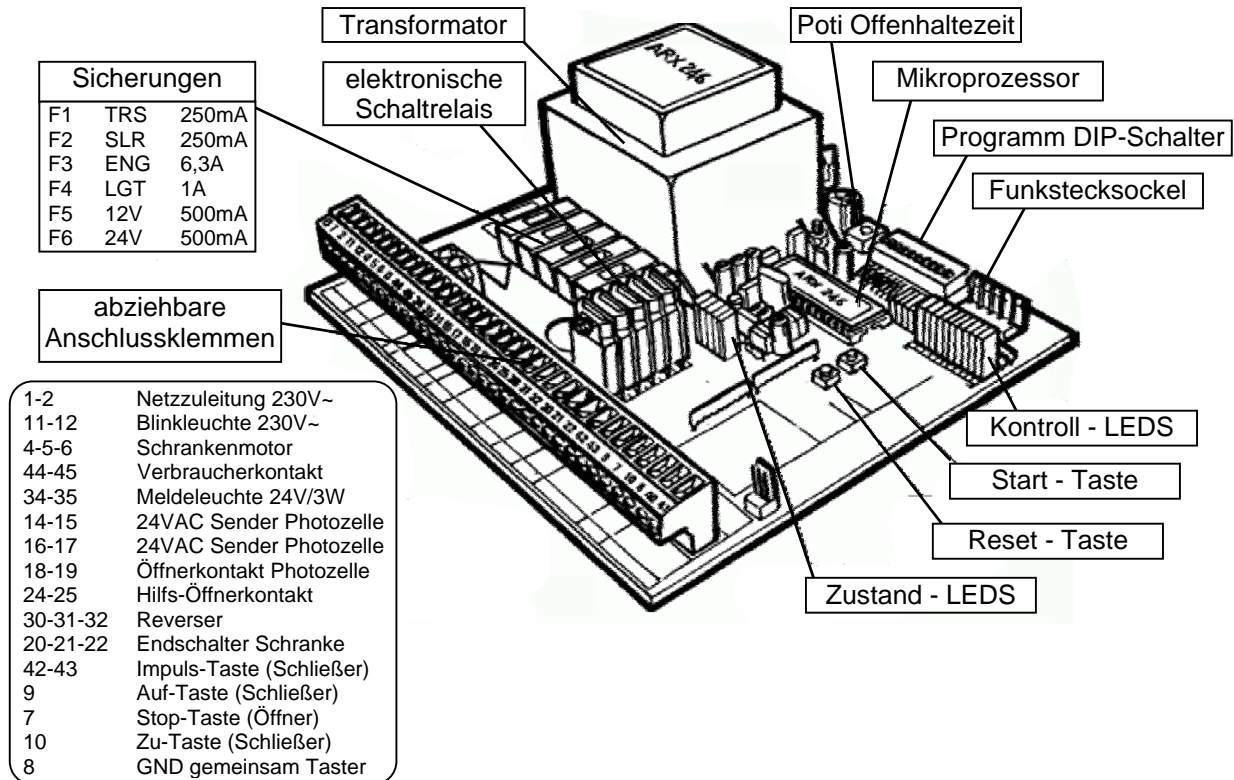 Transformator
Poti Offenhaltezeit
ARX 246
Sicherungen
F1 TRS 250mA
F2 SLR 250mA
F3 ENG 6,3A
F4 LGT 1A
F5 12V 500mA
F6 24V 500mA
elektronische
Schaltrelais
Mikroprozessor
Programm DIP-Schalter
Funkstecksockel
ARX 246
abziehbare
Anschlussklemmen
Kontroll - LEDS
Start - Taste
Reset - Taste
Zustand - LEDS
1-2 Netzzuleitung 230V~
11-12 Blinkleuchte 230V~
4-5-6 Schrankenmotor
44-45 Verbraucherkontakt
34-35 Meldeleuchte 24V/3W
14-15 24VAC Sender Photozelle
16-17 24VAC Sender Photozelle
18-19 Öffnerkontakt Photozelle
24-25 Hilfs-Öffnerkontakt
30-31-32 Reverser
20-21-22 Endschalter Schranke
42-43 Impuls-Taste (Schließer)
9 Auf-Taste (Schließer)
7 Stop-Taste (Öffner)
10 Zu-Taste (Schließer)
8 GND gemeinsam Taster